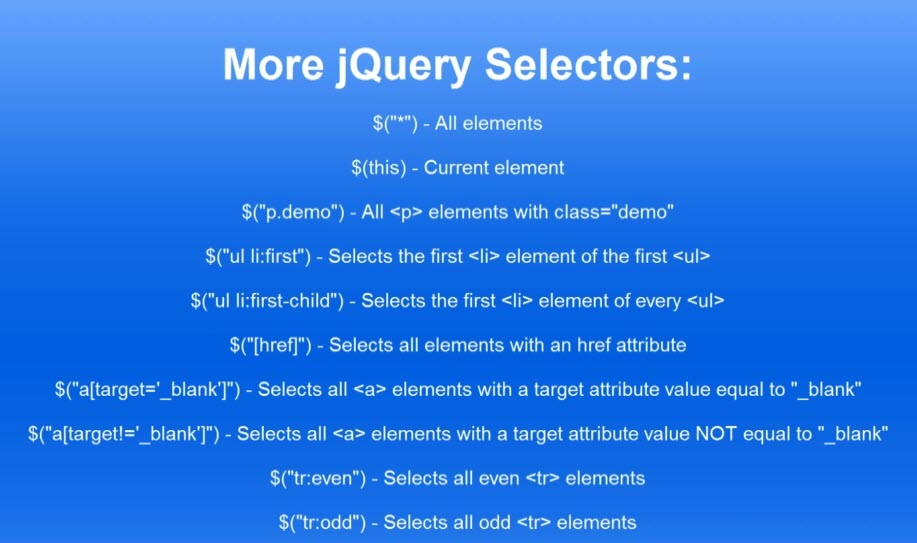 More jQuery Selectors:
$("*") - All elements
$(this) - Current element
$("p.demo") - All <p> elements with class="demo"
$("ul li:first") - Selects the first <li> element of the first <ul>
$("ul li:first-child") - Selects the first <li> element of every <ul>
$("[href]") - Selects all elements with an href attribute
$("a[target='_blank']") - Selects all <a> elements with a target attribute value equal to "_blank"
$("a[target!='_blank']") - Selects all <a> elements with a target attribute value NOT equal to "_blank"
$("tr:even") - Selects all even <tr> elements
$("tr:odd") - Selects all odd <tr> elements